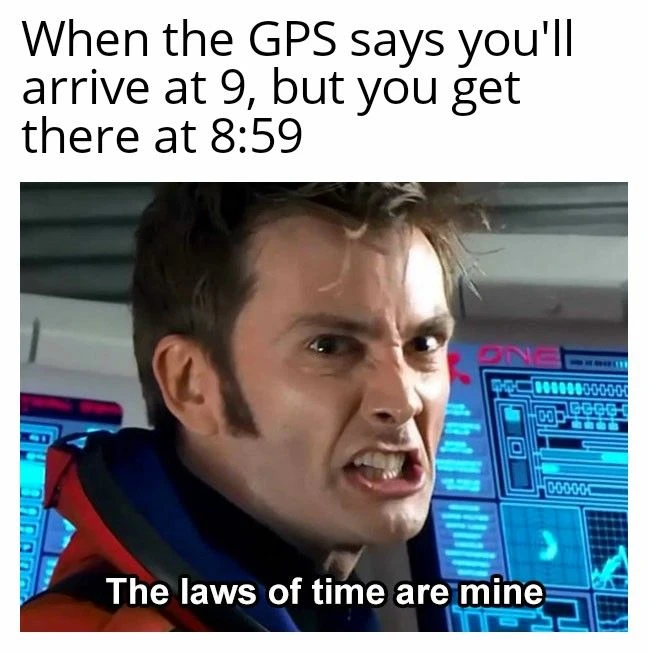 When the GPS says you'll
arrive at 9, but you get
there at 8:59
ONE
The laws of time are mine